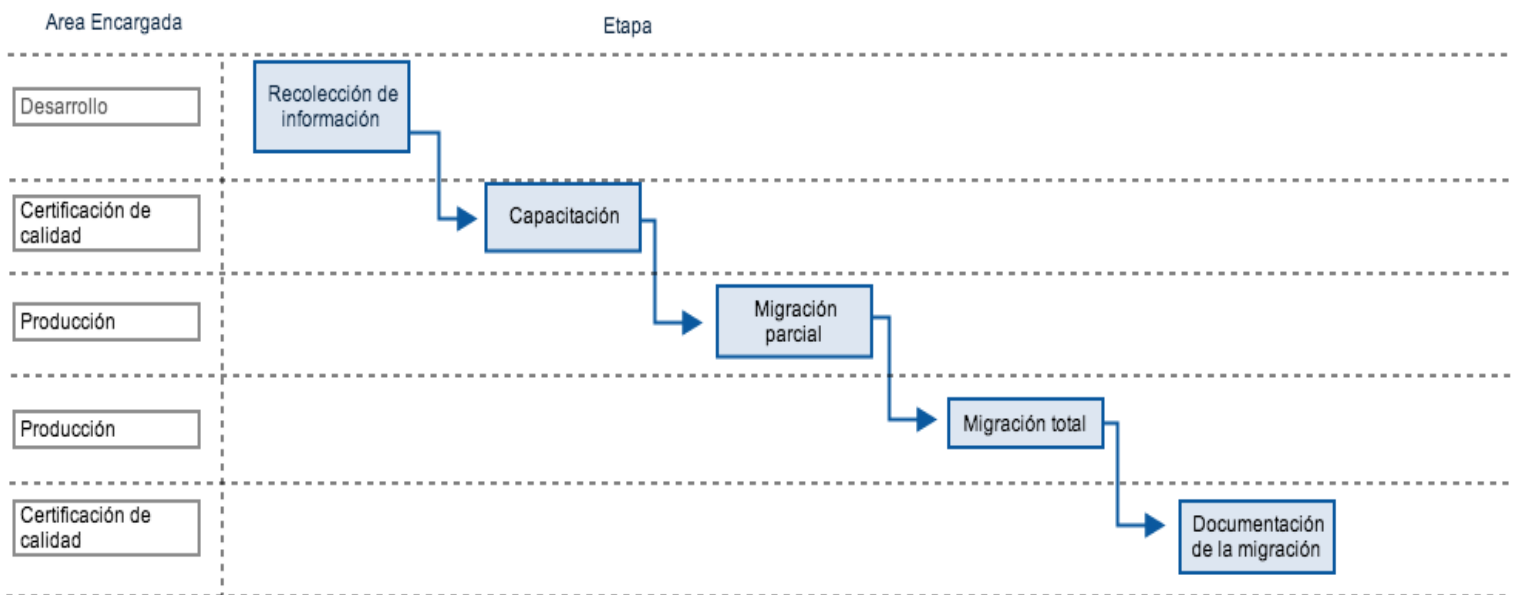 Area Encargada
Etapa
Desarrollo
Recolección de
información
Certificación de
calidad
Capacitación
Producción
Migración
parcial
Producción
Migración total
Certificación de
calidad
Documentación
de la migración